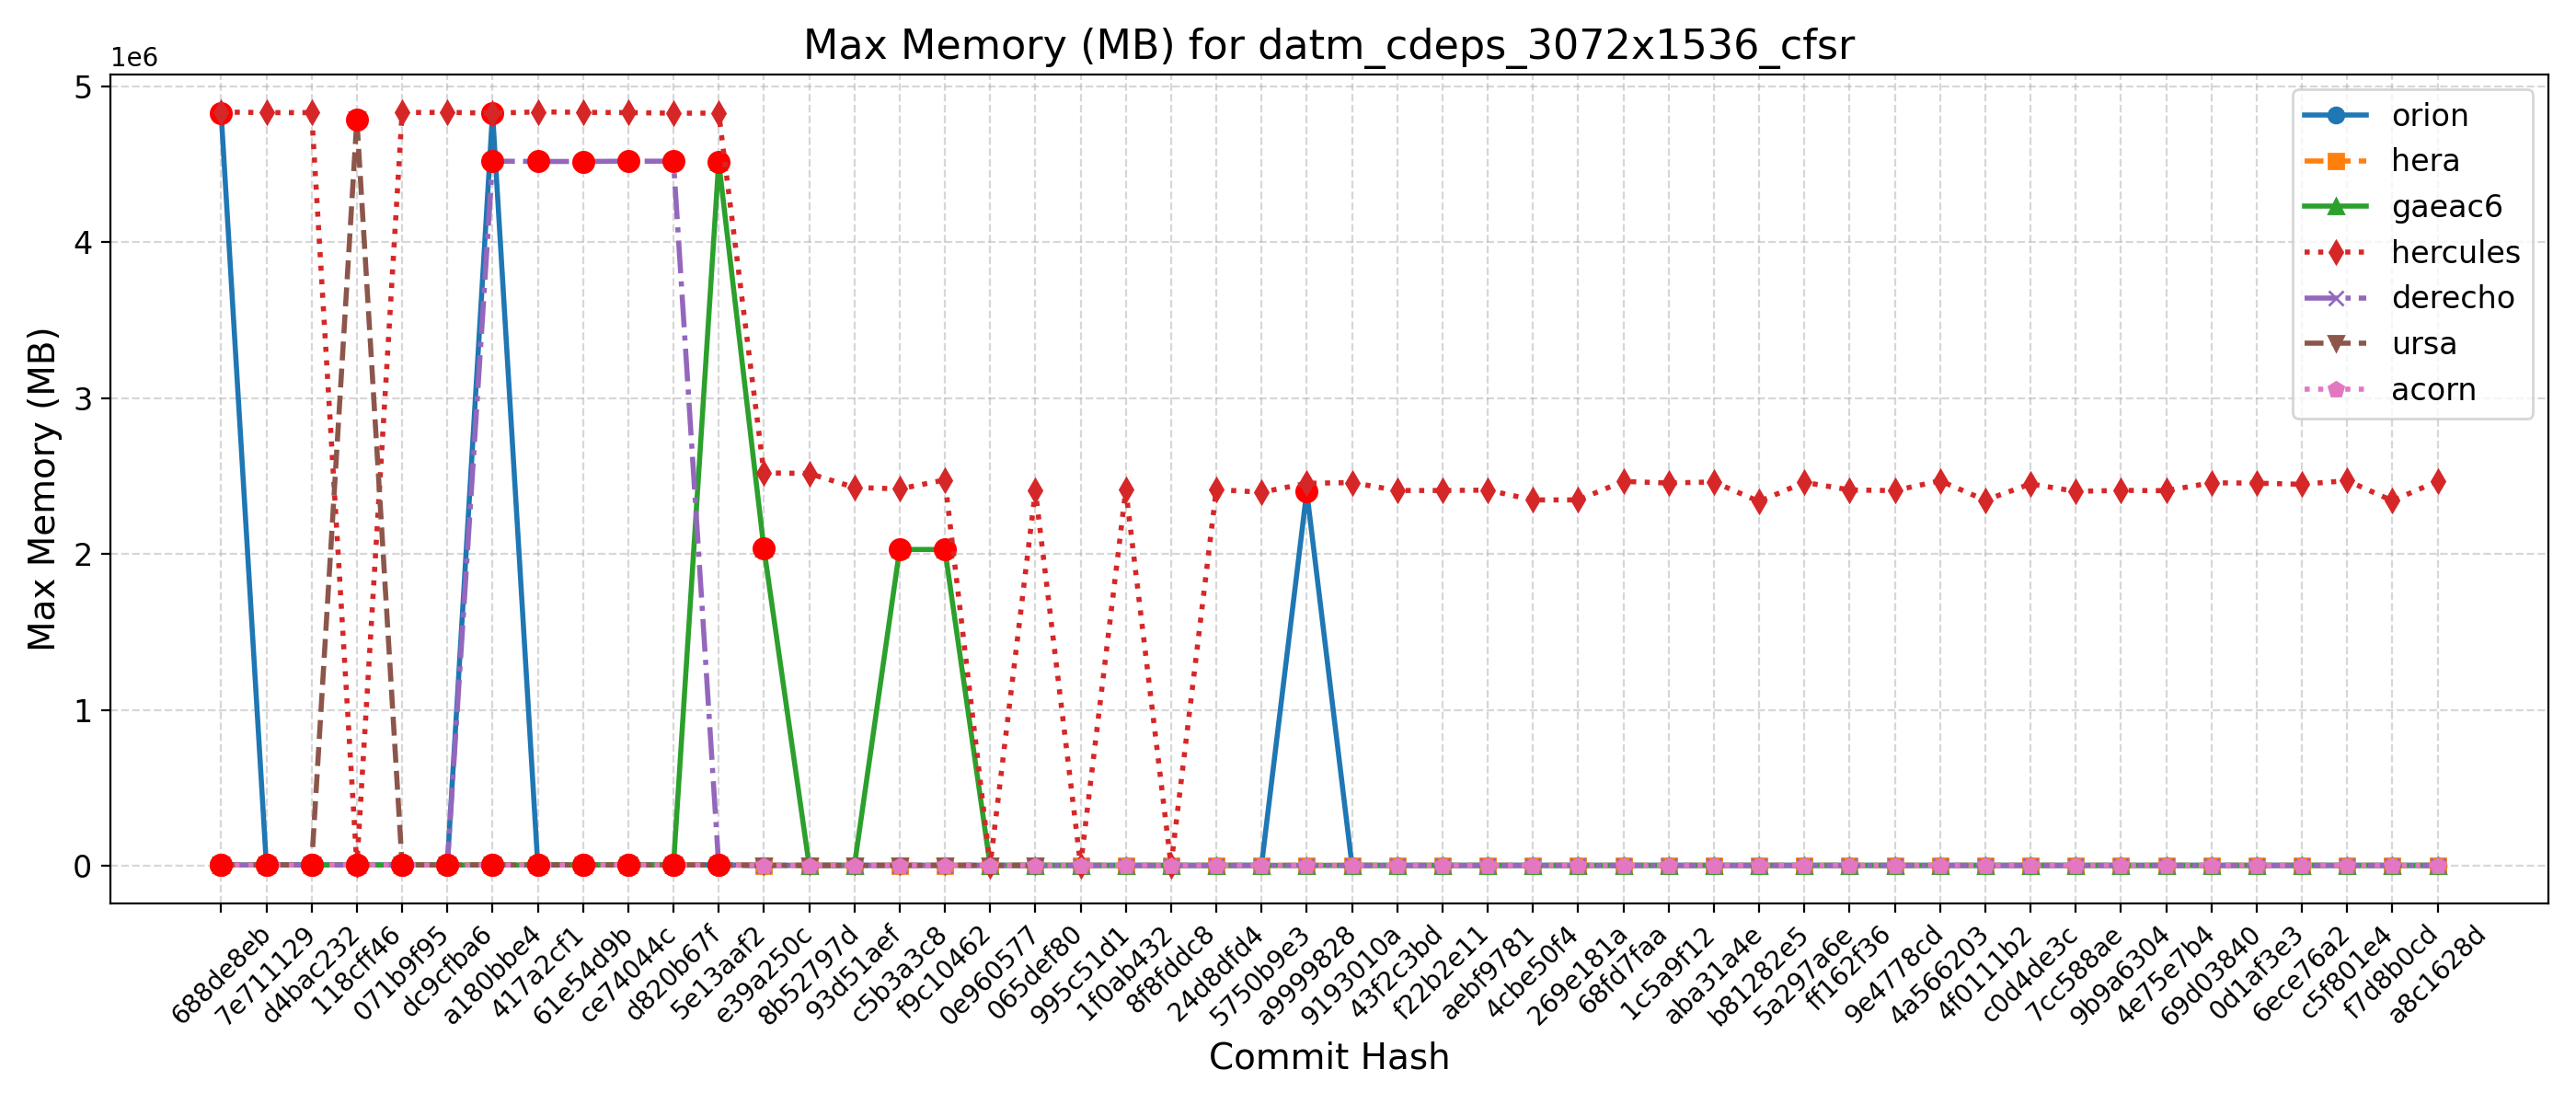 Max Memory (MB) for datm_cdeps_3072x1536_cfsr
1e6
5
4
3
2
1
0
Max Memory (MB)
orion
hera
gaeac6
hercules
derecho
ursa
acorn
688de8eb
7e711129
d4bac232
118cff46
071b9f95
dc9cfba6
a180bbe4
417a2cf1
61e54d9b
ce74044c
d820b67f
5e13aaf2
e39a250c
8b52797d
93d51aef
c5b3a3c8
f9c10462
0e960577
065def80
995c51d1
1f0ab432
8f8fddc8
24d8dfd4
5750b9e3
a9999828
9193010a
43f2c3bd
f22b2e11
aebf9781
4cbe50f4
269ee181a
68fd7faa
1c5a9f12
aba31a4e
b81282e5
5a297a6e
ff162f36
9e4778cd
4a566203
4f0111b2
c0d4de3c
7cc588ae
9b9a6304
4e75e7b4
69d03840
0d1af3e3
6ece76a2
c5f801e4
f7d8b0cd
a8c1628d
Commit Hash